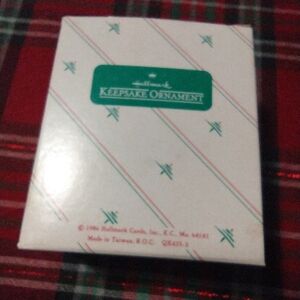 Hallmark
KEEPSAKE ORNAMENT
© 1986 Hallmark Cards, Inc., K.C., Mo. 64141
Made in Taiwan, R.O.C.